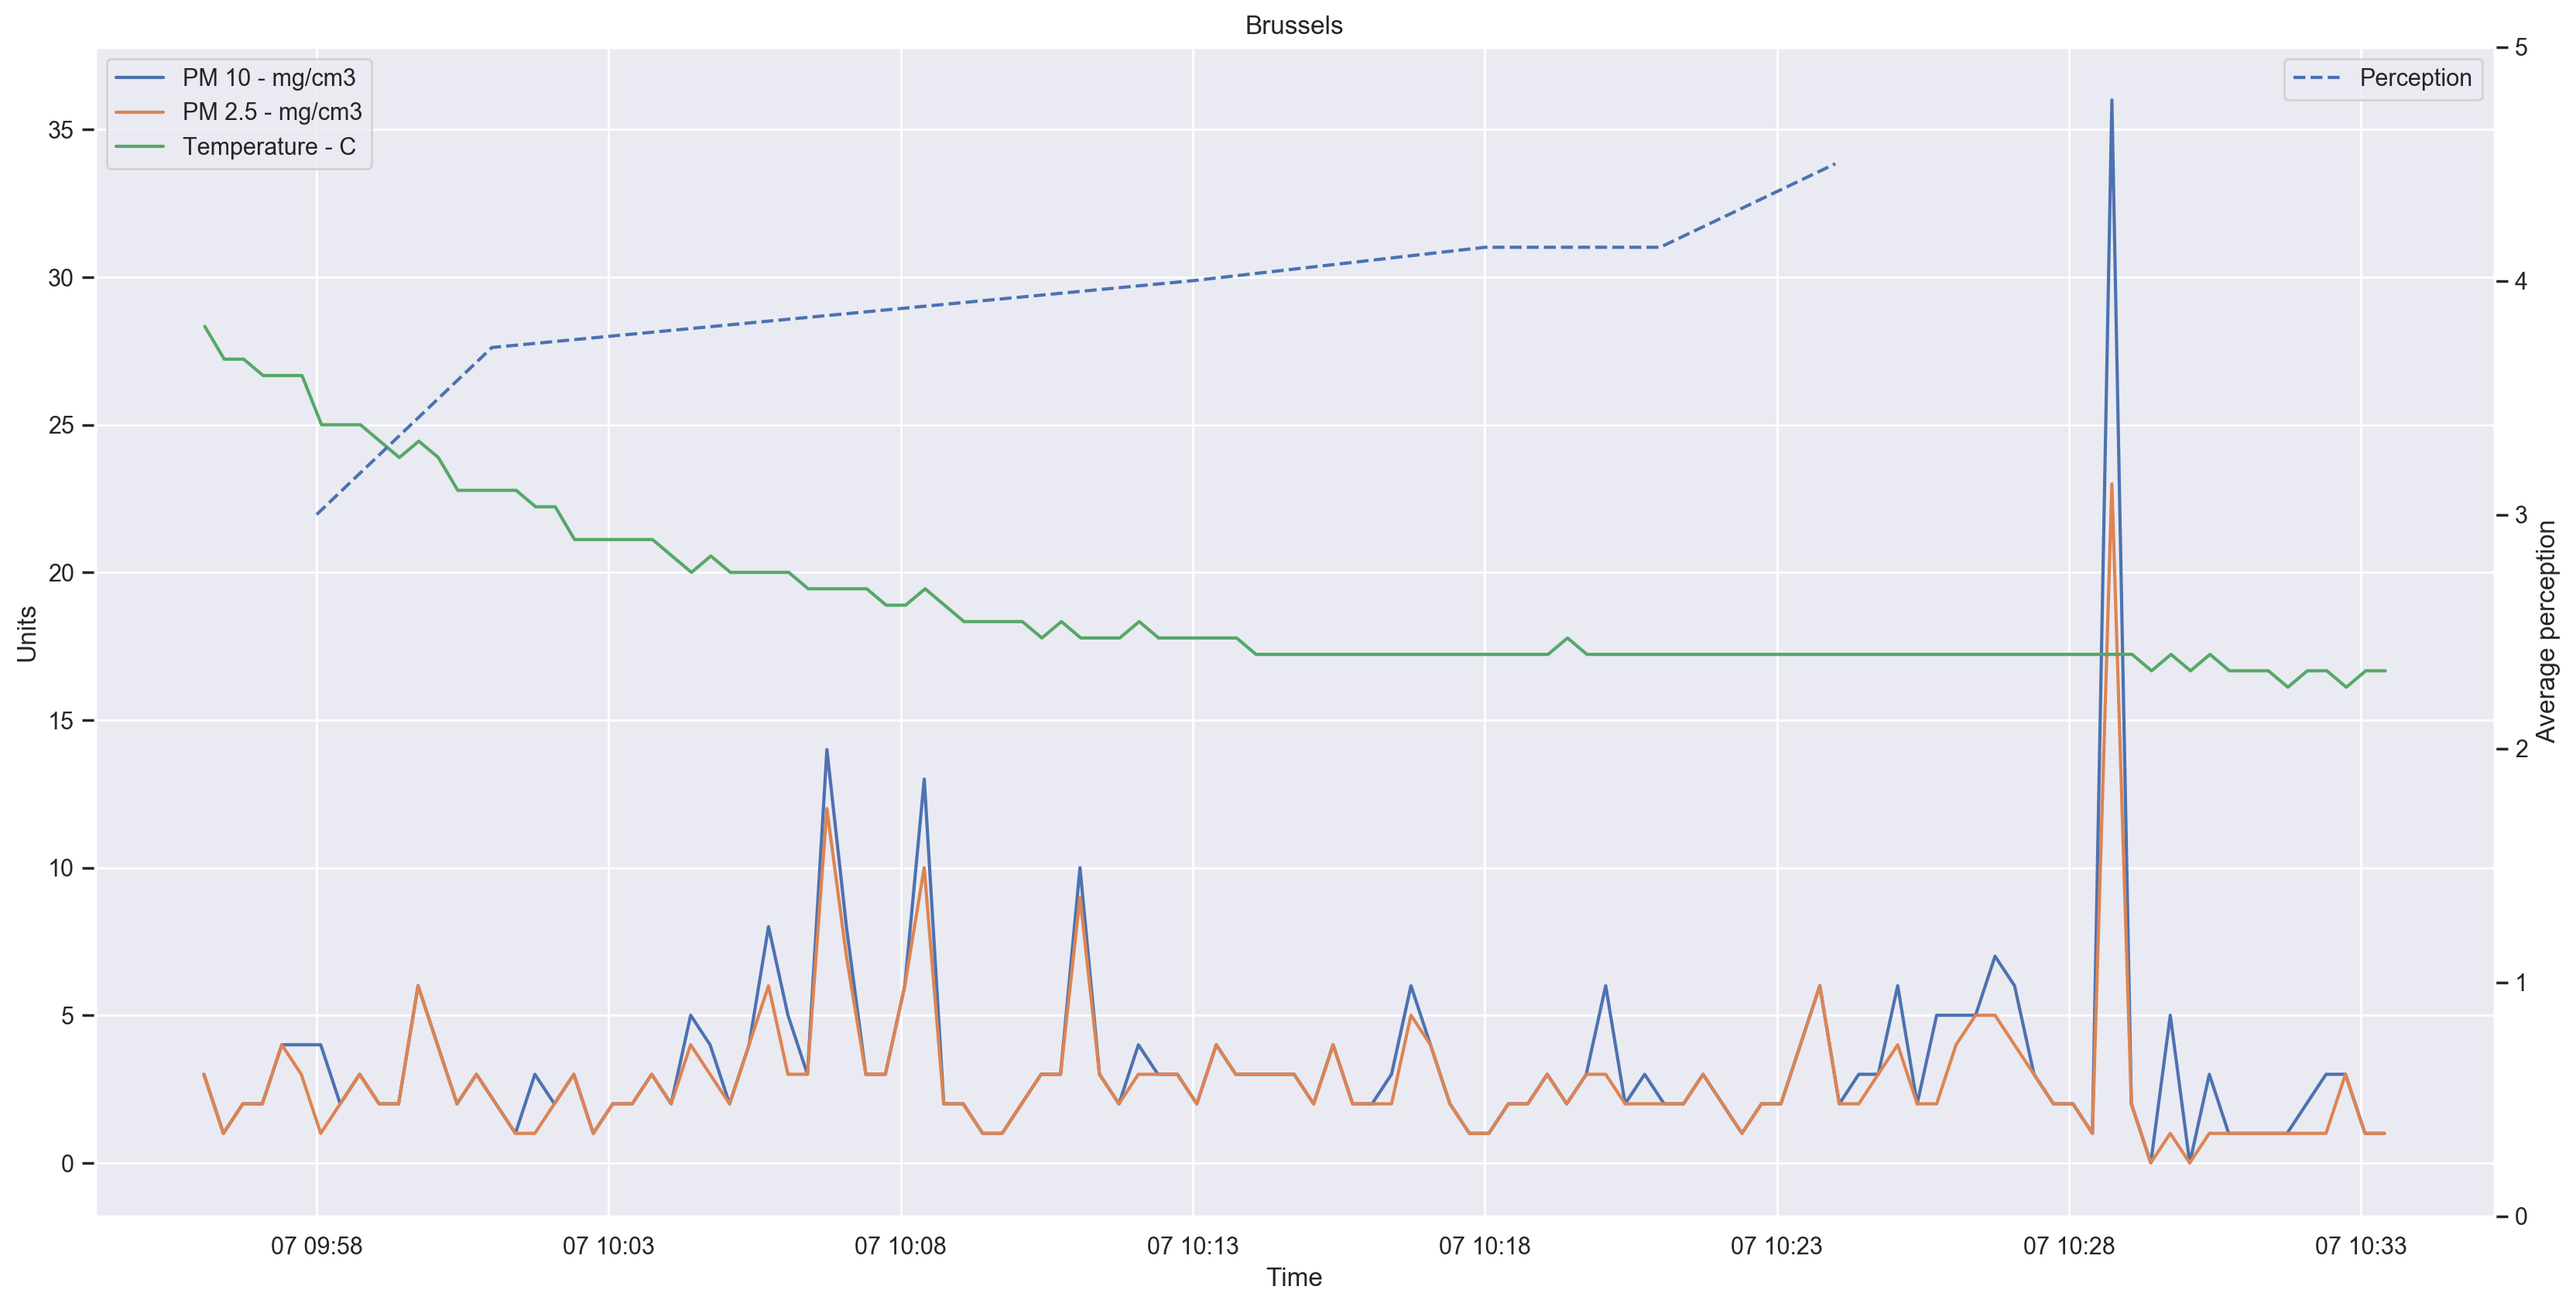 Brussels
PM 10 - mg/cm3
PM 2.5 - mg/cm3
Temperature - C
Perception
35
30
25
20
15
10
5
0
Units
5
4
3
2
1
0
Average perception
07 09:58
07 10:03
07 10:08
07 10:13
07 10:18
07 10:23
07 10:28
07 10:33
Time